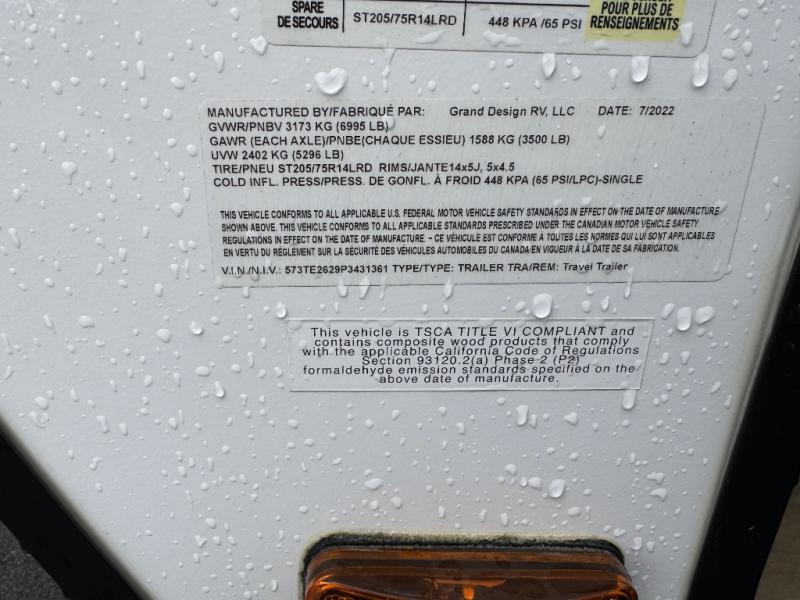 SPARE
DE SECOURS
ST205/75R14LRD
448 KPA /65 PSI
POUR PLUS DE
RENSEIGNEMENTS
MANUFACTURED BY/FABRIQUÉ PAR: Grand Design RV, LLC DATE: 7/2022
GVWR/PNBV 3173 KG (6995 LB)
GAWR (EACH AXLE)/PNBE(CHAQUE ESSIEU) 1588 KG (3500 LB)
UVW 2402 KG (5296 LB)
TIRE/PNEU ST205/75R14LRD RIMS/JANTE14x5J, 5x4.5
COLD INFL. PRESS/PRESS. DE GONFL. À FROID 448 KPA (65 PSI/LPC)-SINGLE
THIS VEHICLE CONFORMS TO ALL APPLICABLE U.S. FEDERAL MOTOR VEHICLE SAFETY STANDARDS IN EFFECT ON THE DATE OF MANUFACTURE
SHOWN ABOVE. THIS VEHICLE CONFORMS TO ALL APPLICABLE STANDARDS PRESCRIBED UNDER THE CANADIAN MOTOR VEHICLE SAFETY
REGULATIONS IN EFFECT ON THE DATE OF MANUFACTURE. - CE VÉHICULE EST CONFORME À TOUTES LES NORMES QUI LUI SONT APPLICABLES
EN VERTU DU RÈGLEMENT SUR LA SÉCURITÉ DES VÉHICULES AUTOMOBILES DU CANADA EN VIGUEUR À LA DATE DE SA FABRICATION.
V.I.N./N.I.V.: 573TE2629P3431361 TYPE/TYPE: TRAILER TRA/REM: Travel Trailer
This vehicle is TSCA TITLE VI COMPLIANT and
contains composite wood products that comply
with the applicable California Code of Regulations
Section 93120.2(a) Phase 2 (P2)
formaldehyde emission standards specified on the
above date of manufacture.